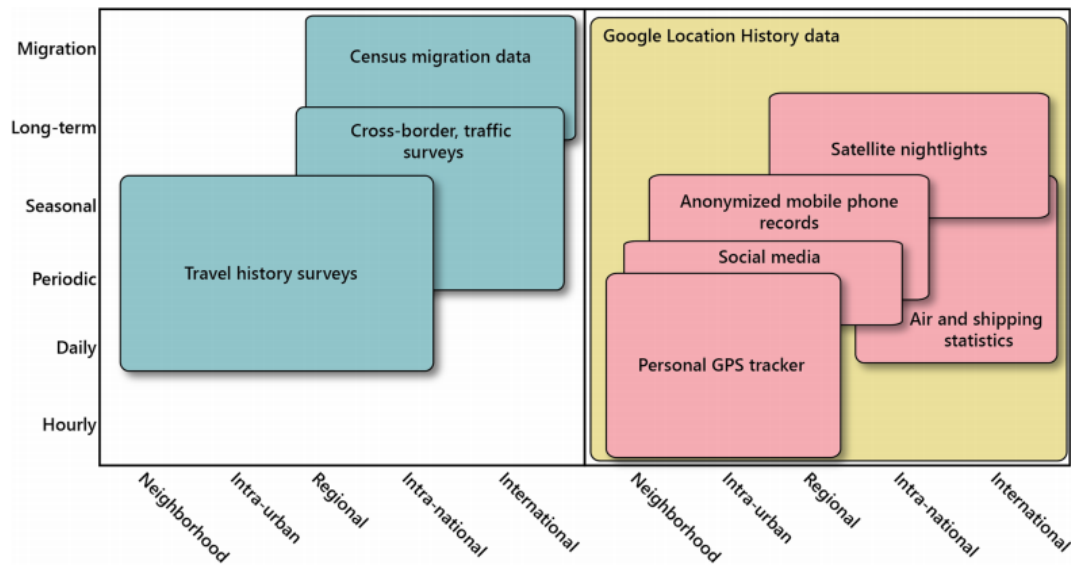 Migration
Long-term
Seasonal
Periodic
Daily
Hourly
Census migration data
Cross-border, traffic
surveys
Travel history surveys
Google Location History data
Satellite nightlights
Anonymized mobile phone
records
Social media
Air and shipping
statistics
Personal GPS tracker
Neighborhood
Intra-urban
Regional
Intra-national
International
Neighborhood
Intra-urban
Regional
Intra-national
International